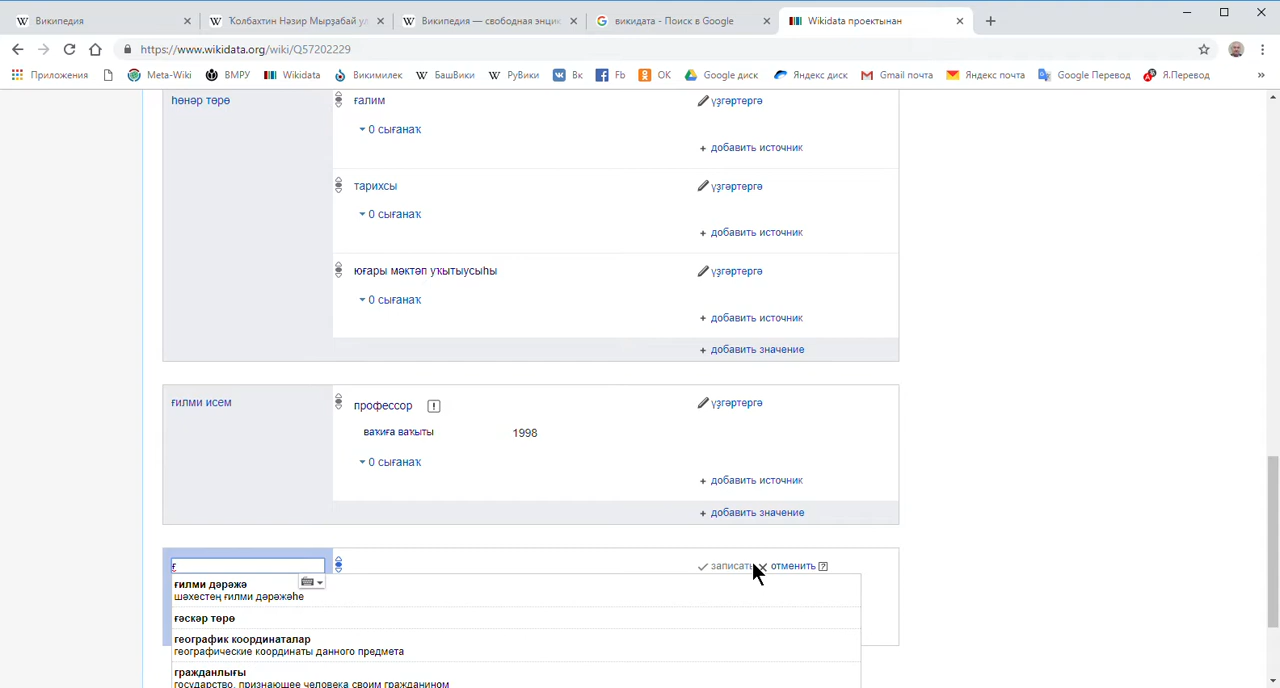 Википедия
Ҡолбахтин Нәзир Мырҙабай ул
Википедия — свободная энцик
викидата - Поиск в Google
Wikidata проектынан
https://www.wikidata.org/wiki/Q57202229
Приложения
Meta-Wiki
ВМРУ
Wikidata
Викимилек
БашВики
РуВики
Вк
Fb
ОК
Google диск
Яндекс диск
Gmail почта
Яндекс почта
Google Перевод
Я.Перевод
»
һөнәр төрө
ғалим
үҙгәртергә
0 сығанаҡ
+ добавить источник
тарихсы
үҙгәртергә
0 сығанаҡ
+ добавить источник
юғары мәктәп уҡытыусыһы
үҙгәртергә
0 сығанаҡ
+ добавить источник
+ добавить значение
ғилми исем
профессор
үҙгәртергә
ваҡиға ваҡыты
1998
0 сығанаҡ
+ добавить источник
+ добавить значение
ғ
записать
отменить [?]
ғилми дәрәжә
шәхестең ғилми дәрәжәһе
ғәскәр төрө
географик координаталар
географические координаты данного предмета
гражданлығы
государство, признающее человека своим гражданином